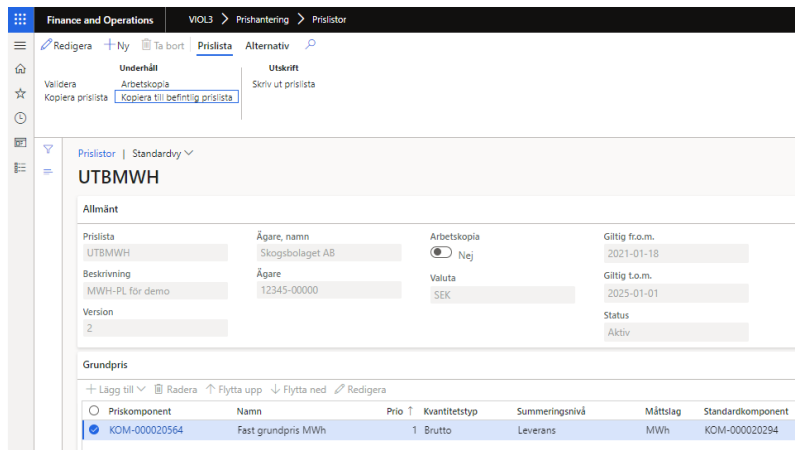 Finance and Operations VIOL3 > Prishantering > Prislistor
Redigera + Ny Ta bort Prislista Alternativ
Underhåll Utskrift
Validera Arbetskopia Skriv ut prislista
Kopiera prislista Kopiera till befintlig prislista
Prislistor | Standardvy
UTBMWH
Allmänt
Prislista Ägare, namn Arbetskopia Giltig fr.o.m.
UTBMWH Skogsbolaget AB Nej 2021-01-18
Beskrivning Ägare Valuta Giltig t.o.m.
MWH-PL för demo 12345-00000 SEK 2025-01-01
Version Status
2 Aktiv
Grundpris
+ Lägg till Radera ↑ Flytta upp ↓ Flytta ned Redigera
Priskomponent Namn Prio ↑ Kvantitetstyp Summeringsnivå Måttslag Standardkomponent
KOM-000020564 Fast grundpris MWh 1 Brutto Leverans MWh KOM-000020294